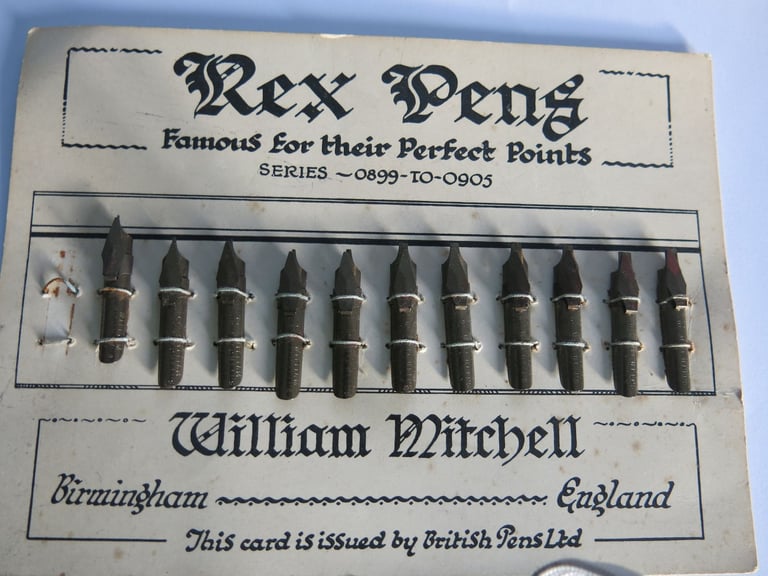 Rex Pens
Famous for their Perfect Points
SERIES ~ 0899-TO-0905
William Mitchell
Birmingham England
This card is issued by British Pens Ltd